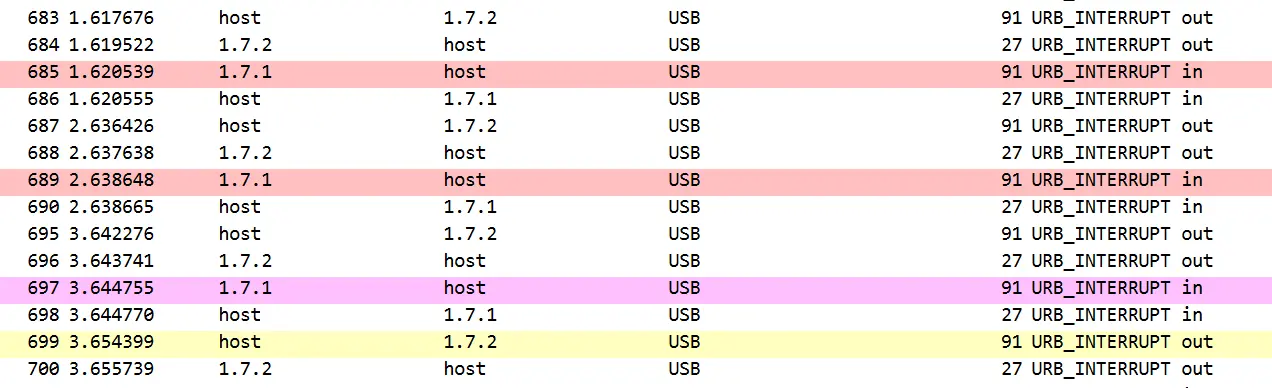 683 1.617676 host 1.7.2 USB 91 URB_INTERRUPT out
684 1.619522 1.7.2 host USB 27 URB_INTERRUPT out
685 1.620539 1.7.1 host USB 91 URB_INTERRUPT in
686 1.620555 host 1.7.1 USB 27 URB_INTERRUPT in
687 2.636426 host 1.7.2 USB 91 URB_INTERRUPT out
688 2.637638 1.7.2 host USB 27 URB_INTERRUPT out
689 2.638648 1.7.1 host USB 91 URB_INTERRUPT in
690 2.638665 host 1.7.1 USB 27 URB_INTERRUPT in
695 3.642276 host 1.7.2 USB 91 URB_INTERRUPT out
696 3.643741 1.7.2 host USB 27 URB_INTERRUPT out
697 3.644755 1.7.1 host USB 91 URB_INTERRUPT in
698 3.644770 host 1.7.1 USB 27 URB_INTERRUPT in
699 3.654399 host 1.7.2 USB 91 URB_INTERRUPT out
700 3.655739 1.7.2 host USB 27 URB_INTERRUPT out